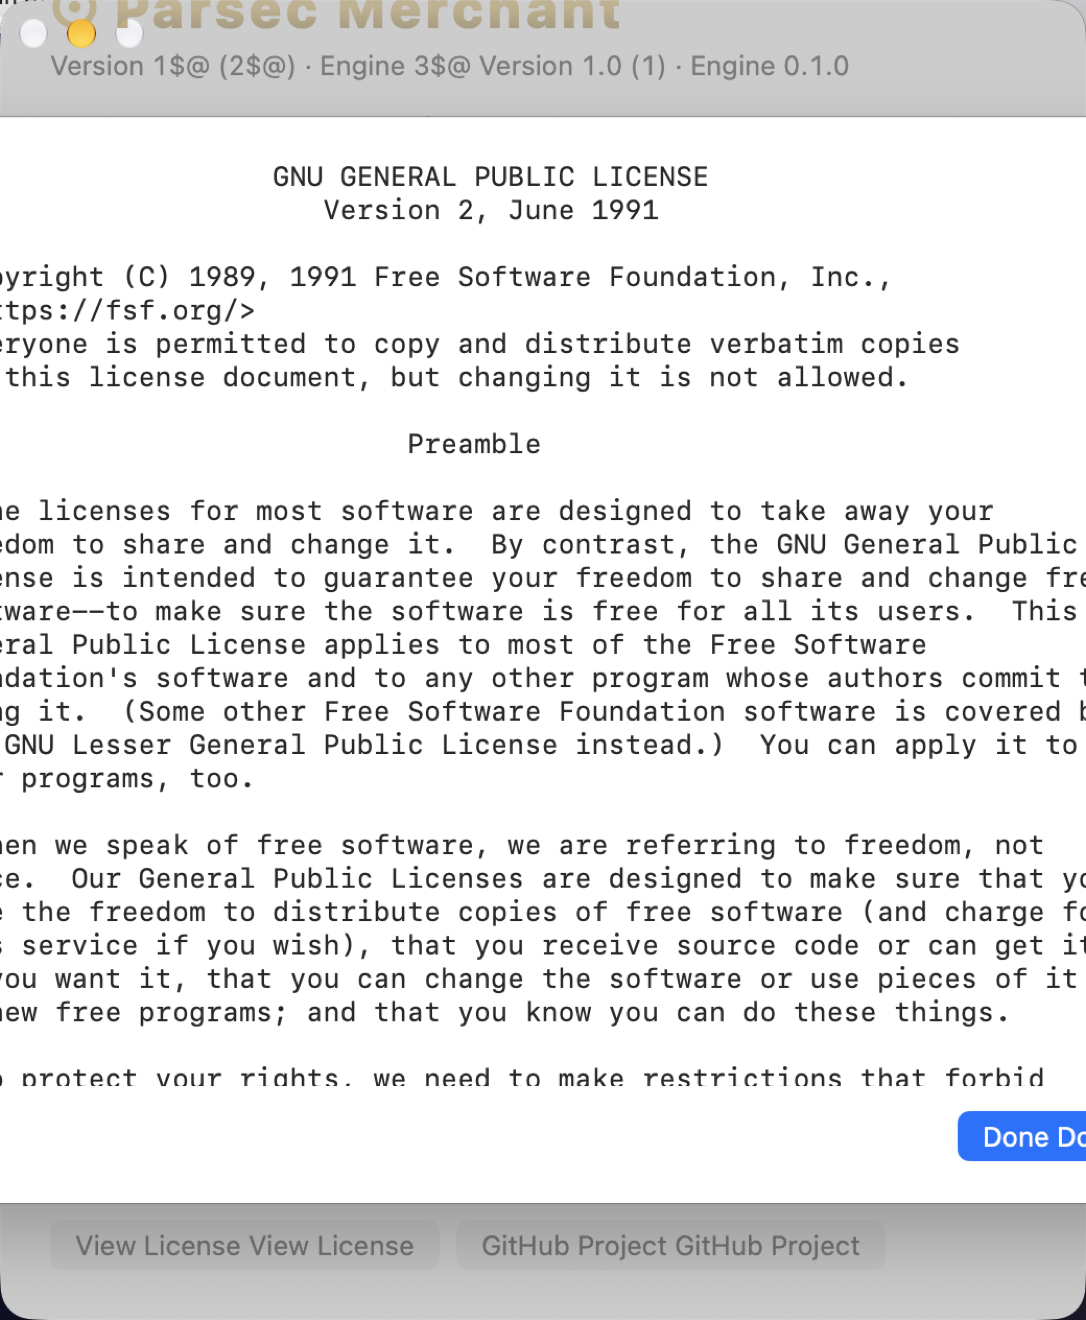 Parsec Merchant
Version 1$@ (2$@) · Engine 3$@ Version 1.0 (1) · Engine 0.1.0
GNU GENERAL PUBLIC LICENSE
Version 2, June 1991
pyright (C) 1989, 1991 Free Software Foundation, Inc.,
ttps://fsf.org/>
eryone is permitted to copy and distribute verbatim copies
this license document, but changing it is not allowed.
Preamble
he licenses for most software are designed to take away your
edom to share and change it.  By contrast, the GNU General Public
ense is intended to guarantee your freedom to share and change fre
tware--to make sure the software is free for all its users.  This
eral Public License applies to most of the Free Software
ndation's software and to any other program whose authors commit t
ng it.  (Some other Free Software Foundation software is covered b
GNU Lesser General Public License instead.)  You can apply it to
r programs, too.
hen we speak of free software, we are referring to freedom, not
ce.  Our General Public Licenses are designed to make sure that yo
e the freedom to distribute copies of free software (and charge fo
s service if you wish), that you receive source code or can get it
you want it, that you can change the software or use pieces of it
new free programs; and that you know you can do these things.
o protect your rights, we need to make restrictions that forbid
Done Do
View License View License
GitHub Project GitHub Project